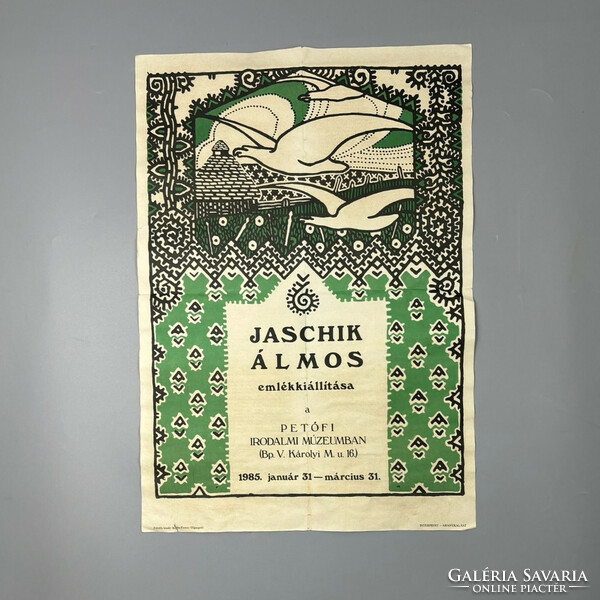 JASCHIK
ÁLMOS
emlékkiállítása
a
PETŐFI
IRODALMI MÚZEUMBAN
(Bp. V. Károlyi M. u. 16.)
1985. január 31—március 31.
GALÉRIA SAVARIA
ONLINE PIACTÉR